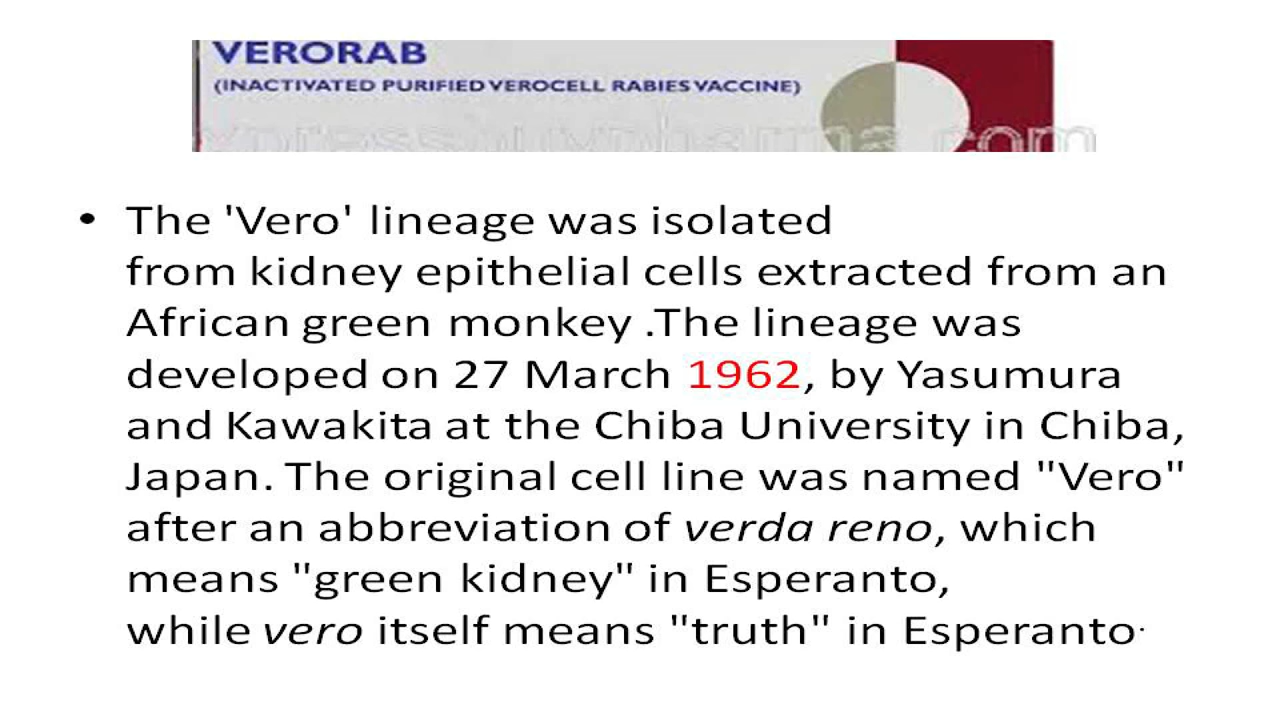 VERORAB
(INACTIVATED PURIFIED VEROCELL RABIES VACCINE)
• The 'Vero' lineage was isolated
from kidney epithelial cells extracted from an
African green monkey .The lineage was
developed on 27 March 1962, by Yasumura
and Kawakita at the Chiba University in Chiba,
Japan. The original cell line was named "Vero"
after an abbreviation of verda reno, which
means "green kidney" in Esperanto,
while vero itself means "truth" in Esperanto.